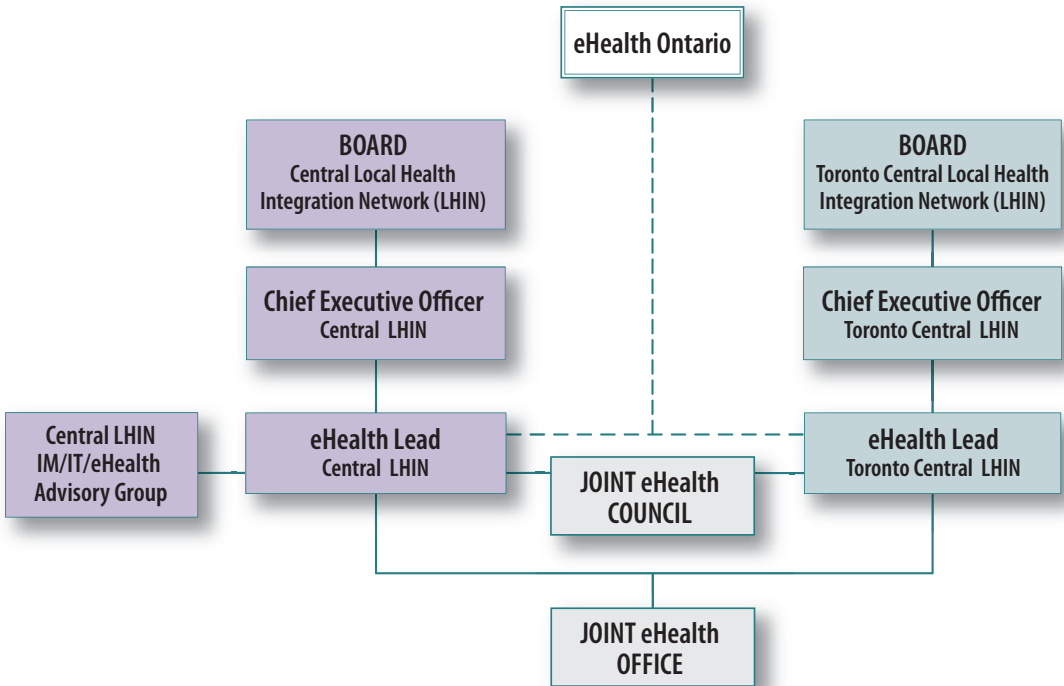 eHealth Ontario
BOARD
Central Local Health
Integration Network (LHIN)
BOARD
Toronto Central Local Health
Integration Network (LHIN)
Chief Executive Officer
Central LHIN
Chief Executive Officer
Toronto Central LHIN
Central LHIN
IM/IT/eHealth
Advisory Group
eHealth Lead
Central LHIN
JOINT eHealth
COUNCIL
eHealth Lead
Toronto Central LHIN
JOINT eHealth
OFFICE